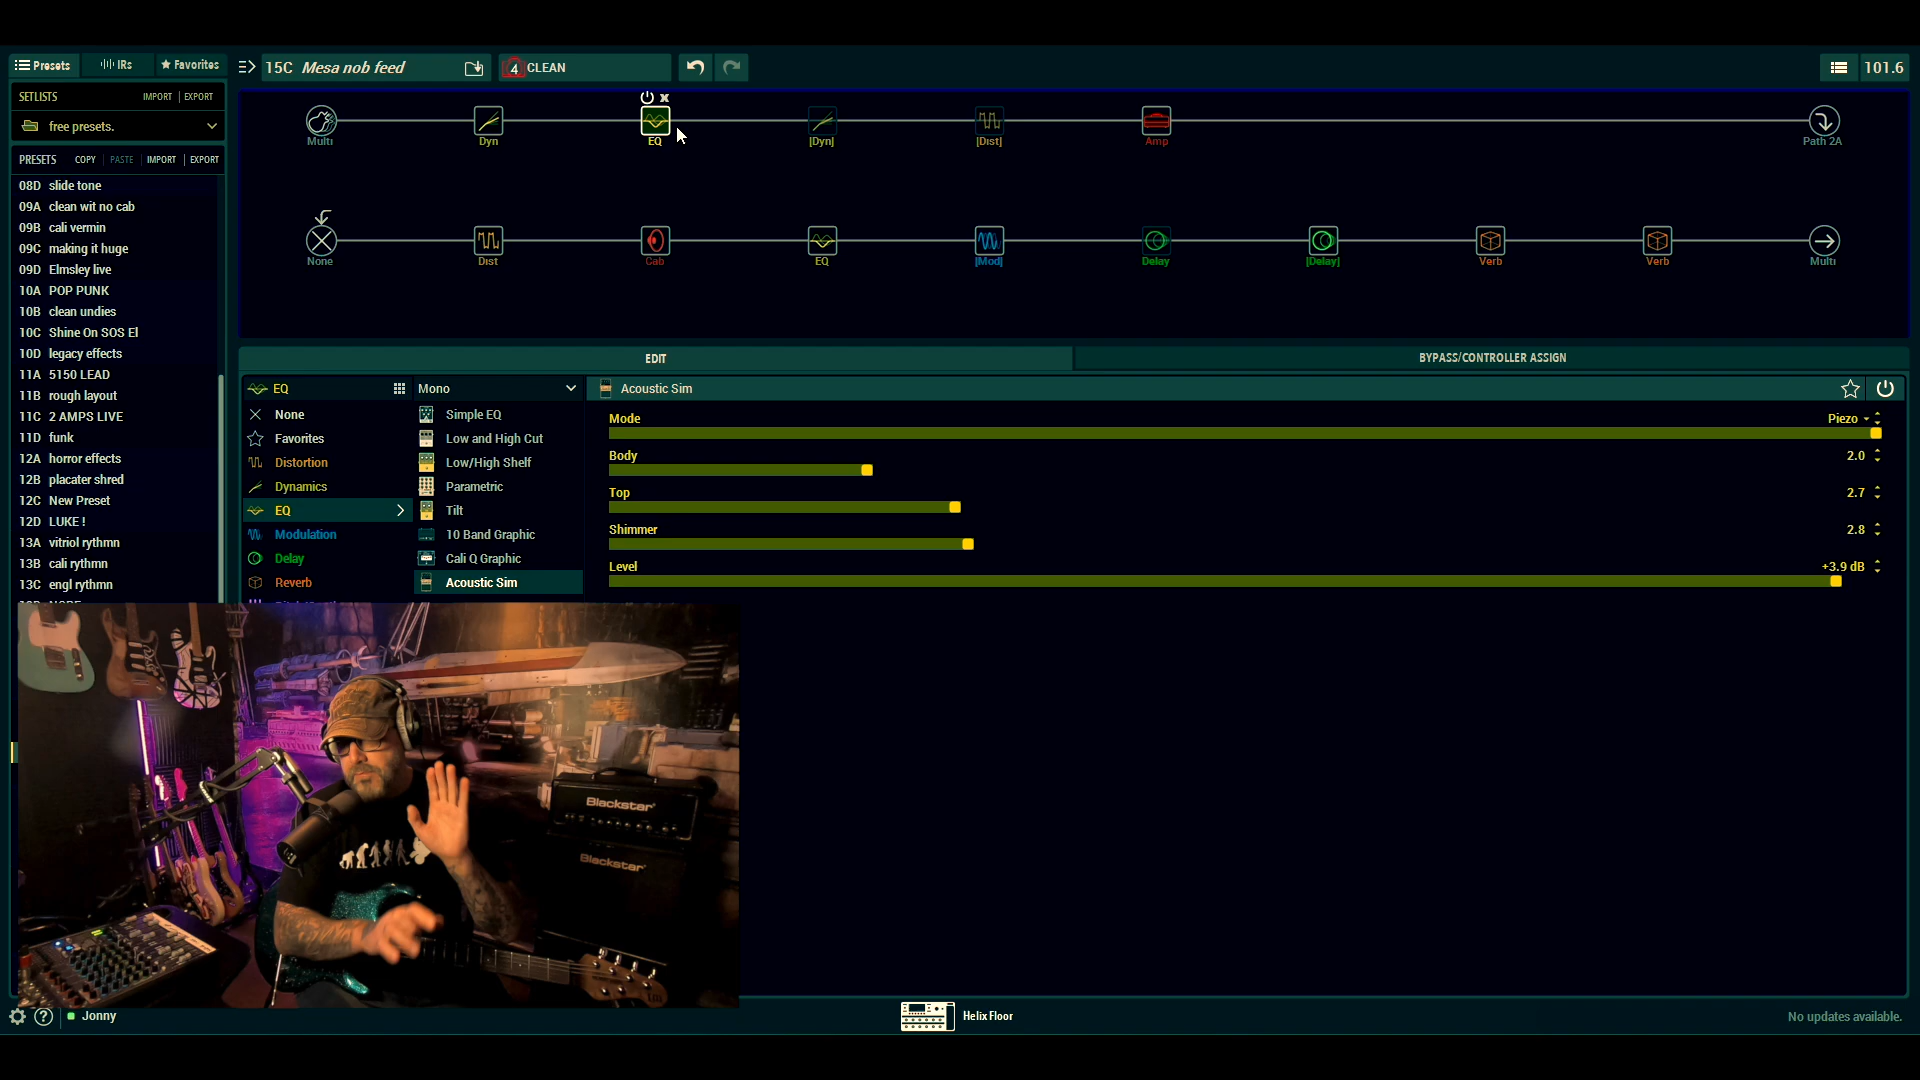 Presets
IRs
Favorites
15C Mesa nob feed
4 CLEAN
101.6
SETLISTS
IMPORT | EXPORT
free presets.
PRESETS
COPY | PASTE | IMPORT | EXPORT
08D slide tone
09A clean wit no cab
09B cali vermin
09C making it huge
09D Elmsley live
10A POP PUNK
10B clean undies
10C Shine On SOS El
10D legacy effects
11A 5150 LEAD
11B rough layout
11C 2 AMPS LIVE
11D funk
12A horror effects
12B placater shred
12C New Preset
12D LUKE !
13A vitriol rythmn
13B cali rythmn
13C engl rythmn
X
Multi
Dyn
EQ
[Dyn]
[Dist]
Amp
Path 2A
None
Dist
Cab
EQ
[Mod]
Delay
[Delay]
Verb
Verb
Multi
EDIT
BYPASS/CONTROLLER ASSIGN
EQ
None
Favorites
Distortion
Dynamics
EQ
Modulation
Delay
Reverb
Mono
Simple EQ
Low and High Cut
Low/High Shelf
Parametric
Tilt
10 Band Graphic
Cali Q Graphic
Acoustic Sim
Acoustic Sim
Mode Piezo
Body 2.0
Top 2.7
Shimmer 2.8
Level +3.9 dB
Blackstar
Blackstar
Jonny
Helix Floor
No updates available.